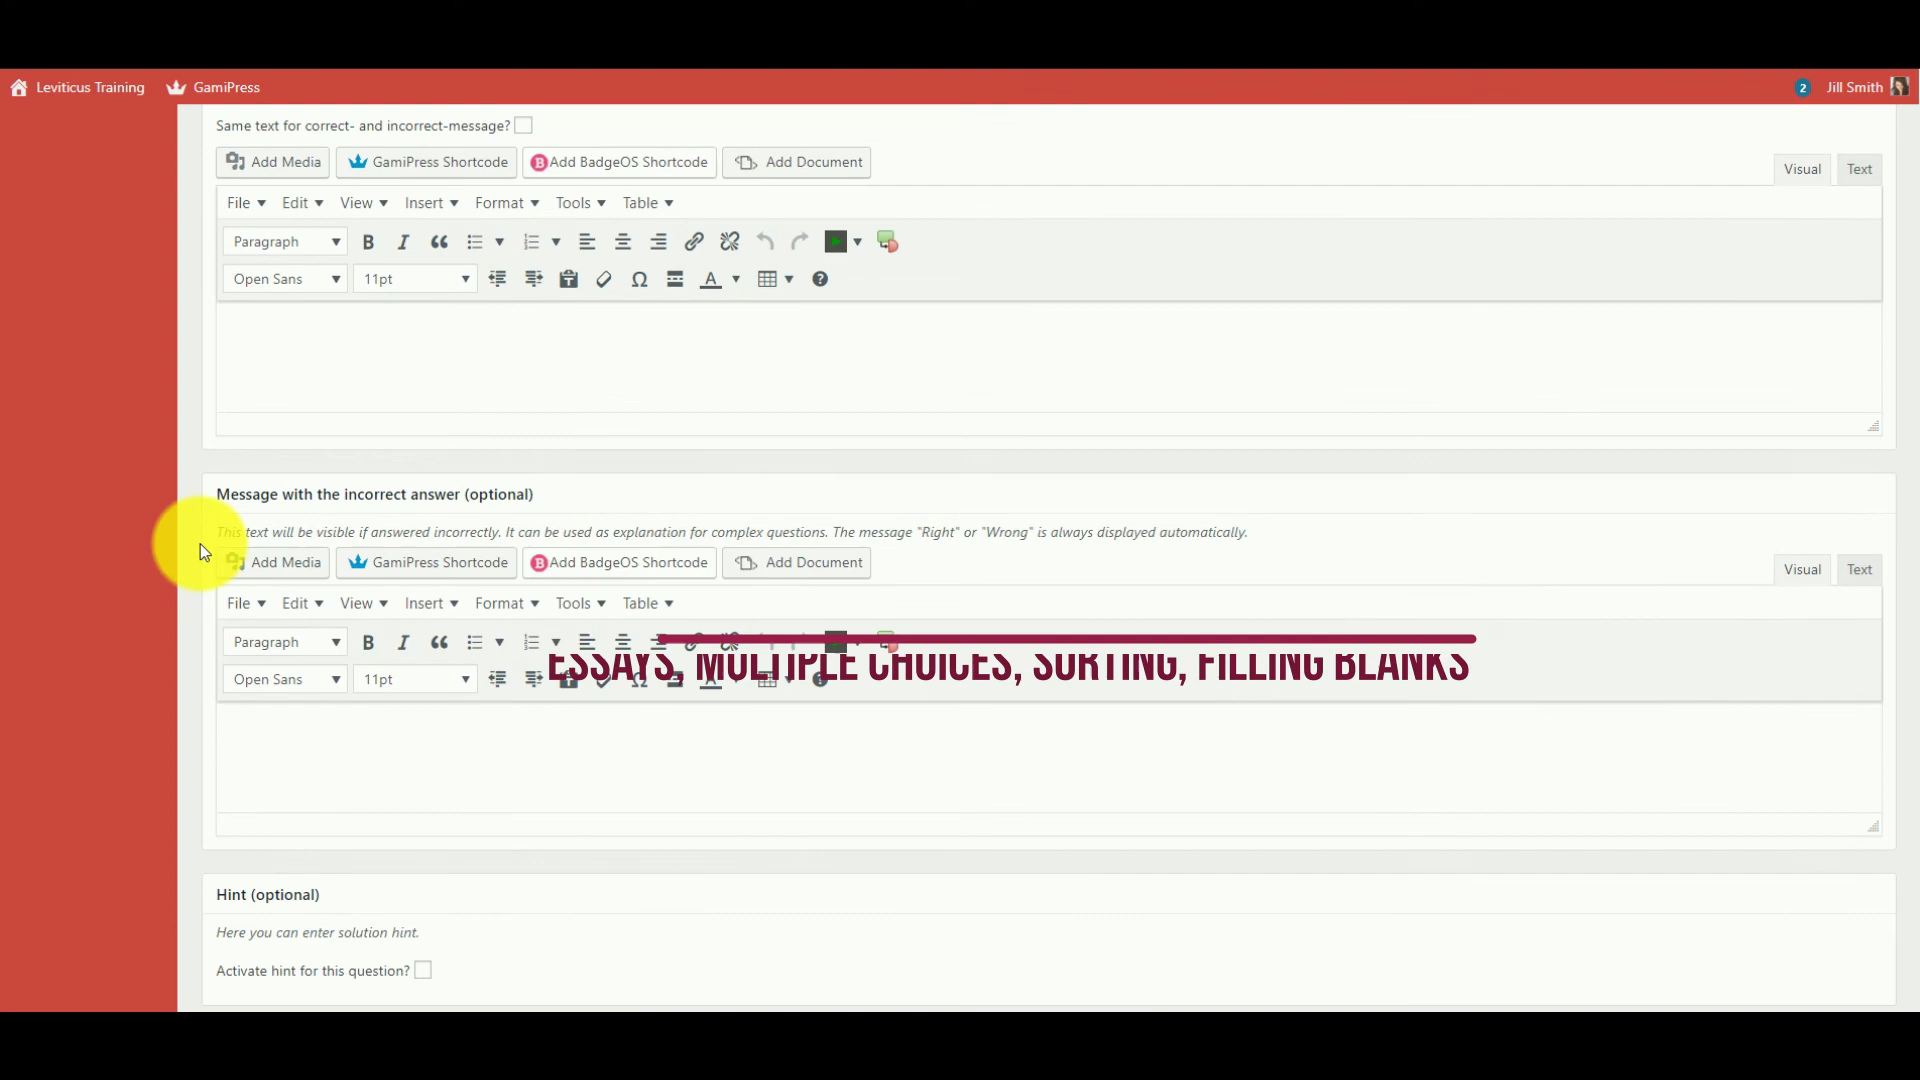 Leviticus Training GamiPress 2 Jill Smith
Same text for correct- and incorrect-message?
Add Media GamiPress Shortcode B Add BadgeOS Shortcode Add Document Visual Text
File Edit View Insert Format Tools Table
Paragraph B I
Open Sans 11pt Ω A ?
Message with the incorrect answer (optional)
This text will be visible if answered incorrectly. It can be used as explanation for complex questions. The message "Right" or "Wrong" is always displayed automatically.
Add Media GamiPress Shortcode B Add BadgeOS Shortcode Add Document Visual Text
File Edit View Insert Format Tools Table
Paragraph B I
ESSAYS, MULTIPLE CHOICES, SORTING, FILLING BLANKS
Open Sans 11pt Ω A ?
Hint (optional)
Here you can enter solution hint.
Activate hint for this question?